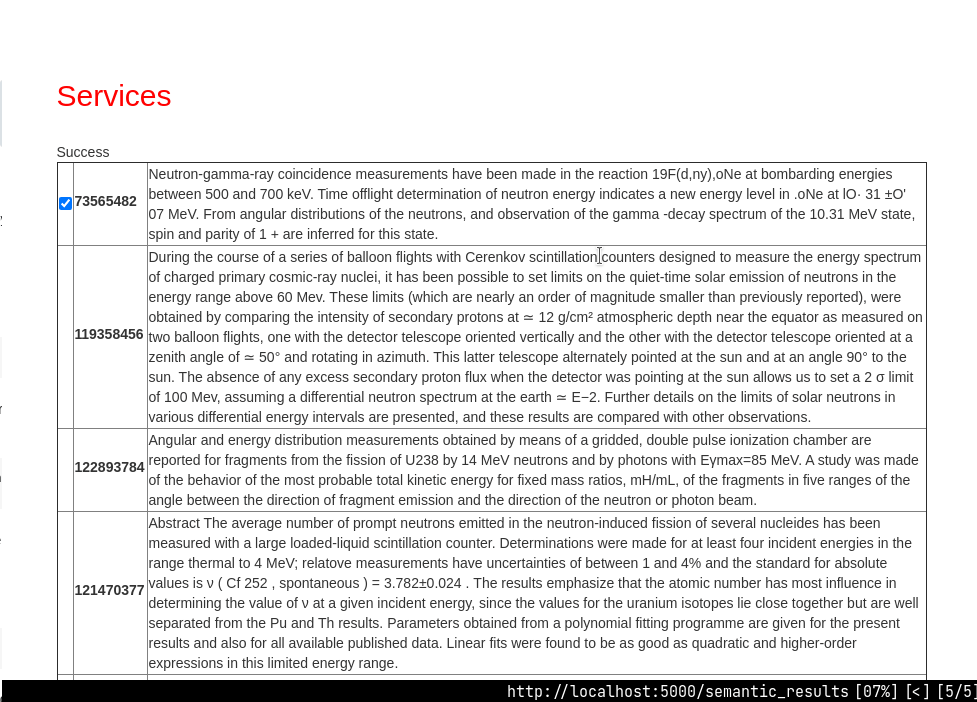 Services
Success
73565482
Neutron-gamma-ray coincidence measurements have been made in the reaction 19F(d,ny),oNe at bombarding energies
between 500 and 700 keV. Time offlight determination of neutron energy indicates a new energy level in .oNe at lO· 31 ±O'
07 MeV. From angular distributions of the neutrons, and observation of the gamma -decay spectrum of the 10.31 MeV state,
spin and parity of 1 + are inferred for this state.
119358456
During the course of a series of balloon flights with Cerenkov scintillation counters designed to measure the energy spectrum
of charged primary cosmic-ray nuclei, it has been possible to set limits on the quiet-time solar emission of neutrons in the
energy range above 60 Mev. These limits (which are nearly an order of magnitude smaller than previously reported), were
obtained by comparing the intensity of secondary protons at ≃ 12 g/cm² atmospheric depth near the equator as measured on
two balloon flights, one with the detector telescope oriented vertically and the other with the detector telescope oriented at a
zenith angle of ≃ 50° and rotating in azimuth. This latter telescope alternately pointed at the sun and at an angle 90° to the
sun. The absence of any excess secondary proton flux when the detector was pointing at the sun allows us to set a 2 σ limit
of 100 Mev, assuming a differential neutron spectrum at the earth ≃ E−2. Further details on the limits of solar neutrons in
various differential energy intervals are presented, and these results are compared with other observations.
122893784
Angular and energy distribution measurements obtained by means of a gridded, double pulse ionization chamber are
reported for fragments from the fission of U238 by 14 MeV neutrons and by photons with Eγmax=85 MeV. A study was made
of the behavior of the most probable total kinetic energy for fixed mass ratios, mH/mL, of the fragments in five ranges of the
angle between the direction of fragment emission and the direction of the neutron or photon beam.
121470377
Abstract The average number of prompt neutrons emitted in the neutron-induced fission of several nucleides has been
measured with a large loaded-liquid scintillation counter. Determinations were made for at least four incident energies in the
range thermal to 4 MeV; relatove measurements have uncertainties of between 1 and 4% and the standard for absolute
values is ν ( Cf 252 , spontaneous ) = 3.782±0.024 . The results emphasize that the atomic number has most influence in
determining the value of ν at a given incident energy, since the values for the uranium isotopes lie close together but are well
separated from the Pu and Th results. Parameters obtained from a polynomial fitting programme are given for the present
results and also for all available published data. Linear fits were found to be as good as quadratic and higher-order
expressions in this limited energy range.
http://localhost:5000/semantic_results [07%] [<] [5/5]